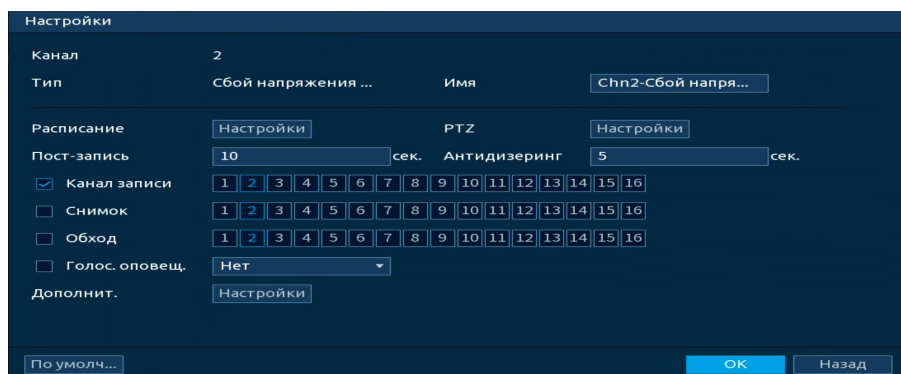 Настройки
Канал 2
Тип Сбой напряжения ... Имя Chn2-Сбой напря...
Расписание Настройки PTZ Настройки
Пост-запись 10 сек. Антидизеринг 5 сек.
Канал записи 1 2 3 4 5 6 7 8 9 10 11 12 13 14 15 16
Снимок 1 2 3 4 5 6 7 8 9 10 11 12 13 14 15 16
Обход 1 2 3 4 5 6 7 8 9 10 11 12 13 14 15 16
Голос. оповещ. Нет
Дополнит. Настройки
По умолч... OK Назад